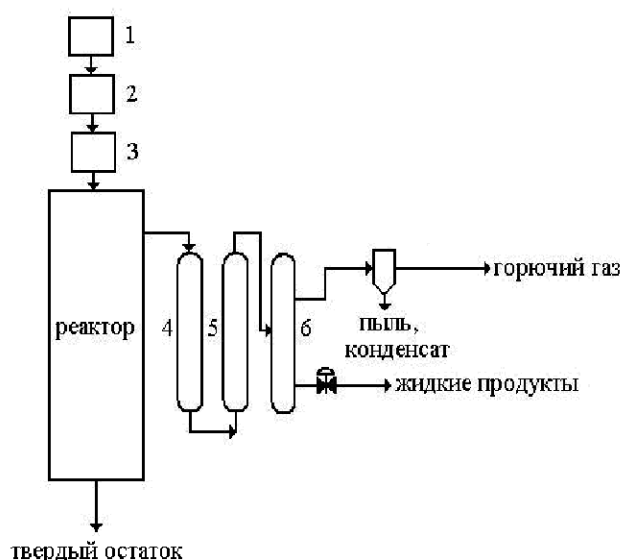 1
2
3
реактор
4
5
6
горючий газ
пыль,
конденсат
жидкие продукты
твердый остаток